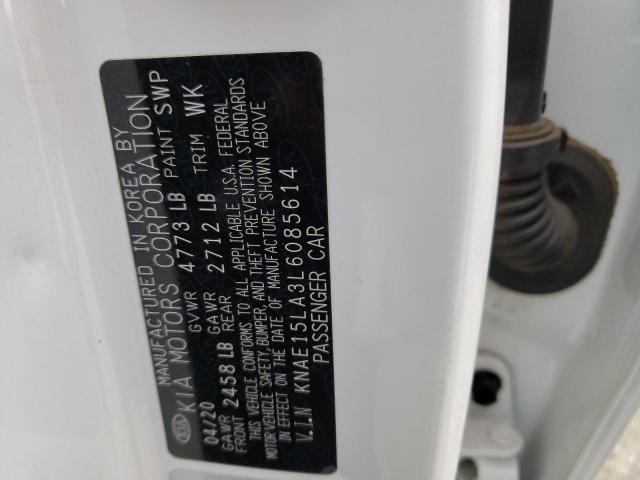 MANUFACTURED IN KOREA BY
KIA KIA MOTORS CORPORATION
04/20 GVWR 4773 LB PAINT SWP
GAWR FRONT 2458 LB GAWR REAR 2712 LB TRIM WK
THIS VEHICLE CONFORMS TO ALL APPLICABLE U.S.A. FEDERAL
MOTOR VEHICLE SAFETY, BUMPER, AND THEFT PREVENTION STANDARDS
IN EFFECT ON THE DATE OF MANUFACTURE SHOWN ABOVE
V.I.N KNAE15LA3L6085614
PASSENGER CAR